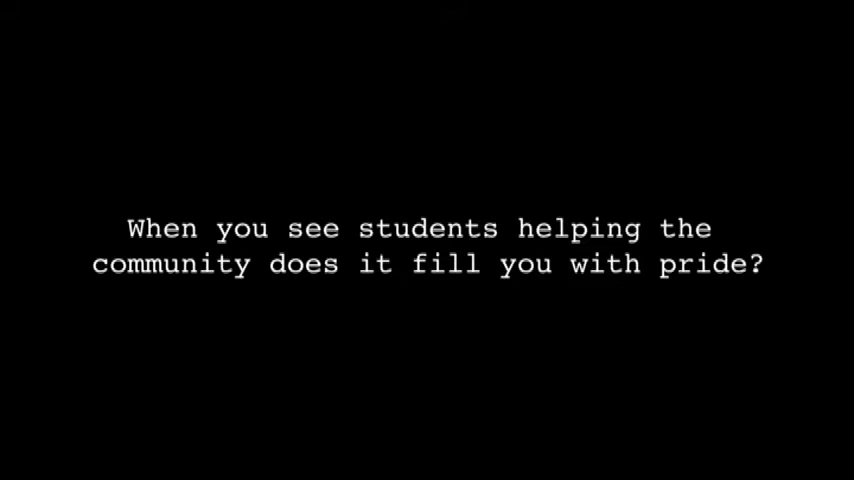 When you see students helping the
community does it fill you with pride?